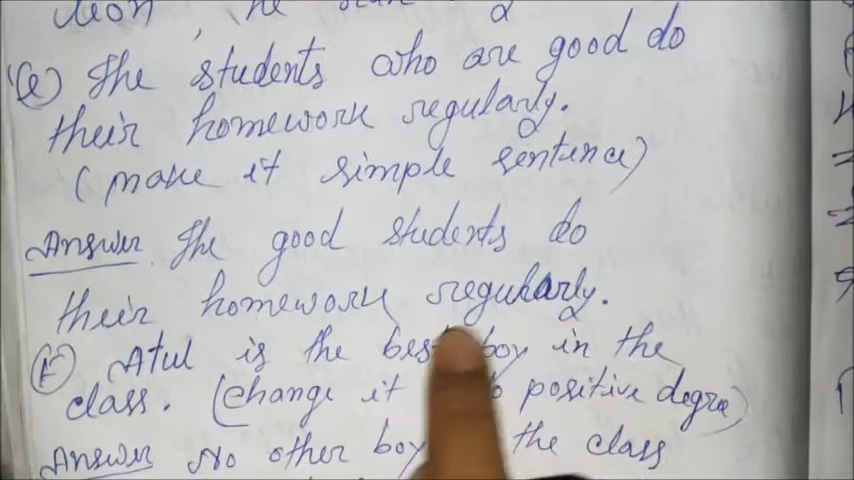 (e) The students who are good do
their homework regularly.
(make it simple sentence)
Answer. The good students do
their homework regularly.
(F) Atul is the best boy in the
class. (change it positive degree)
Answer No other boy the class